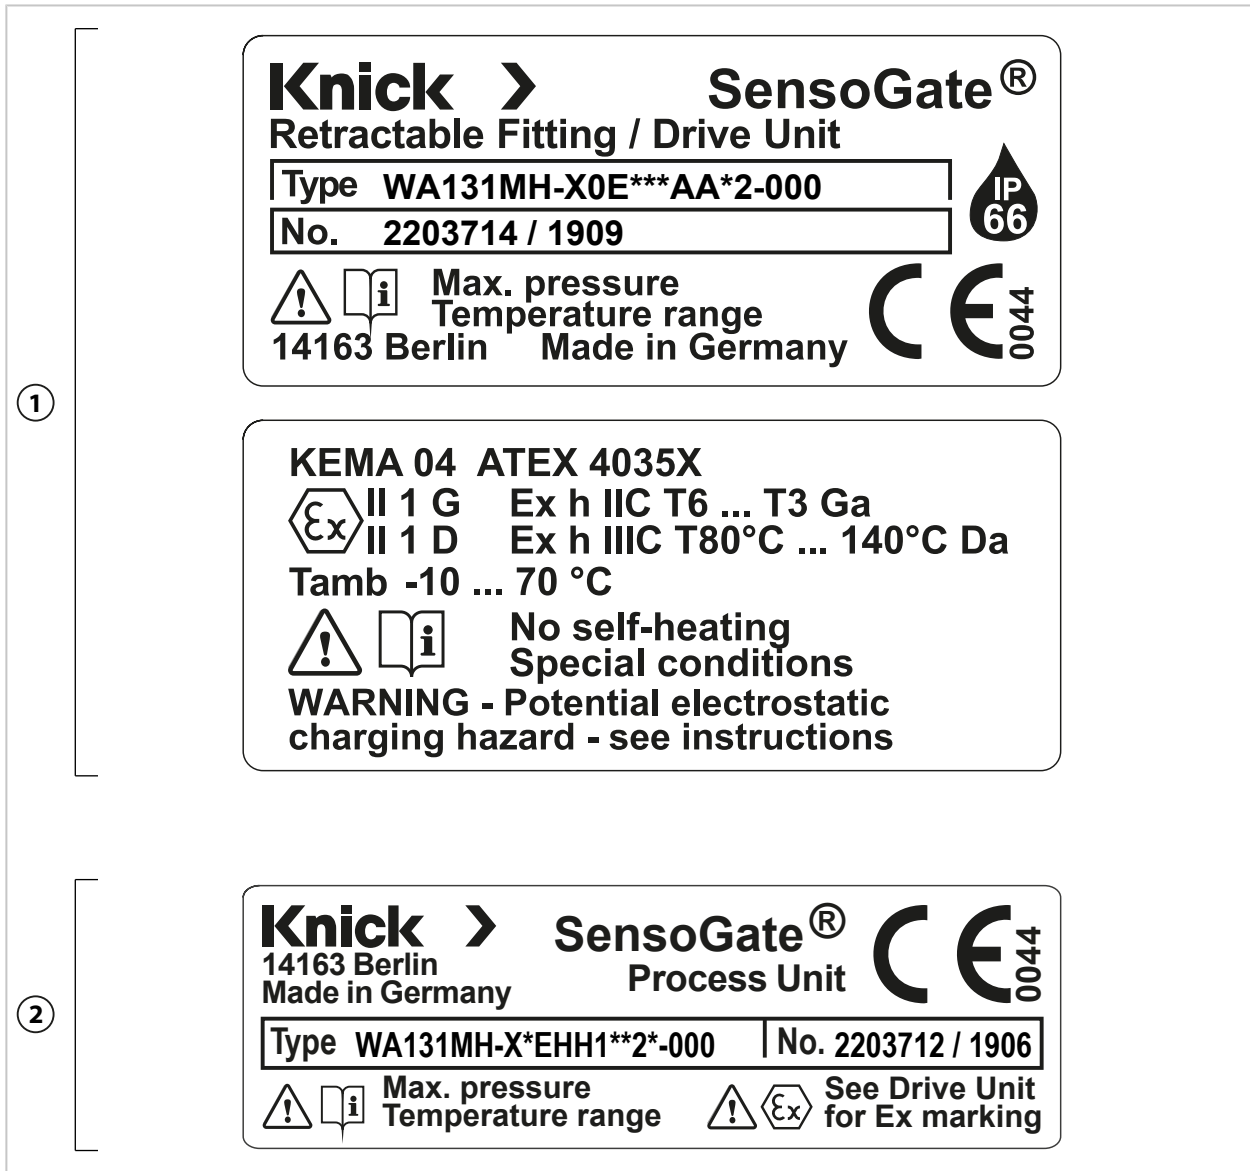 1
Knick > SensoGate®
Retractable Fitting / Drive Unit
Type WA131MH-X0E***AA*2-000
IP 66
No. 2203714 / 1909
Max. pressure
Temperature range
14163 Berlin Made in Germany
CE 0044
KEMA 04 ATEX 4035X
Ex II 1 G Ex h IIC T6 ... T3 Ga
II 1 D Ex h IIIC T80°C ... 140°C Da
Tamb -10 ... 70 °C
No self-heating
Special conditions
WARNING - Potential electrostatic
charging hazard - see instructions
2
Knick > SensoGate®
14163 Berlin
Made in Germany
Process Unit
CE 0044
Type WA131MH-X*EHH1**2*-000 No. 2203712 / 1906
Max. pressure
Temperature range
Ex See Drive Unit
for Ex marking